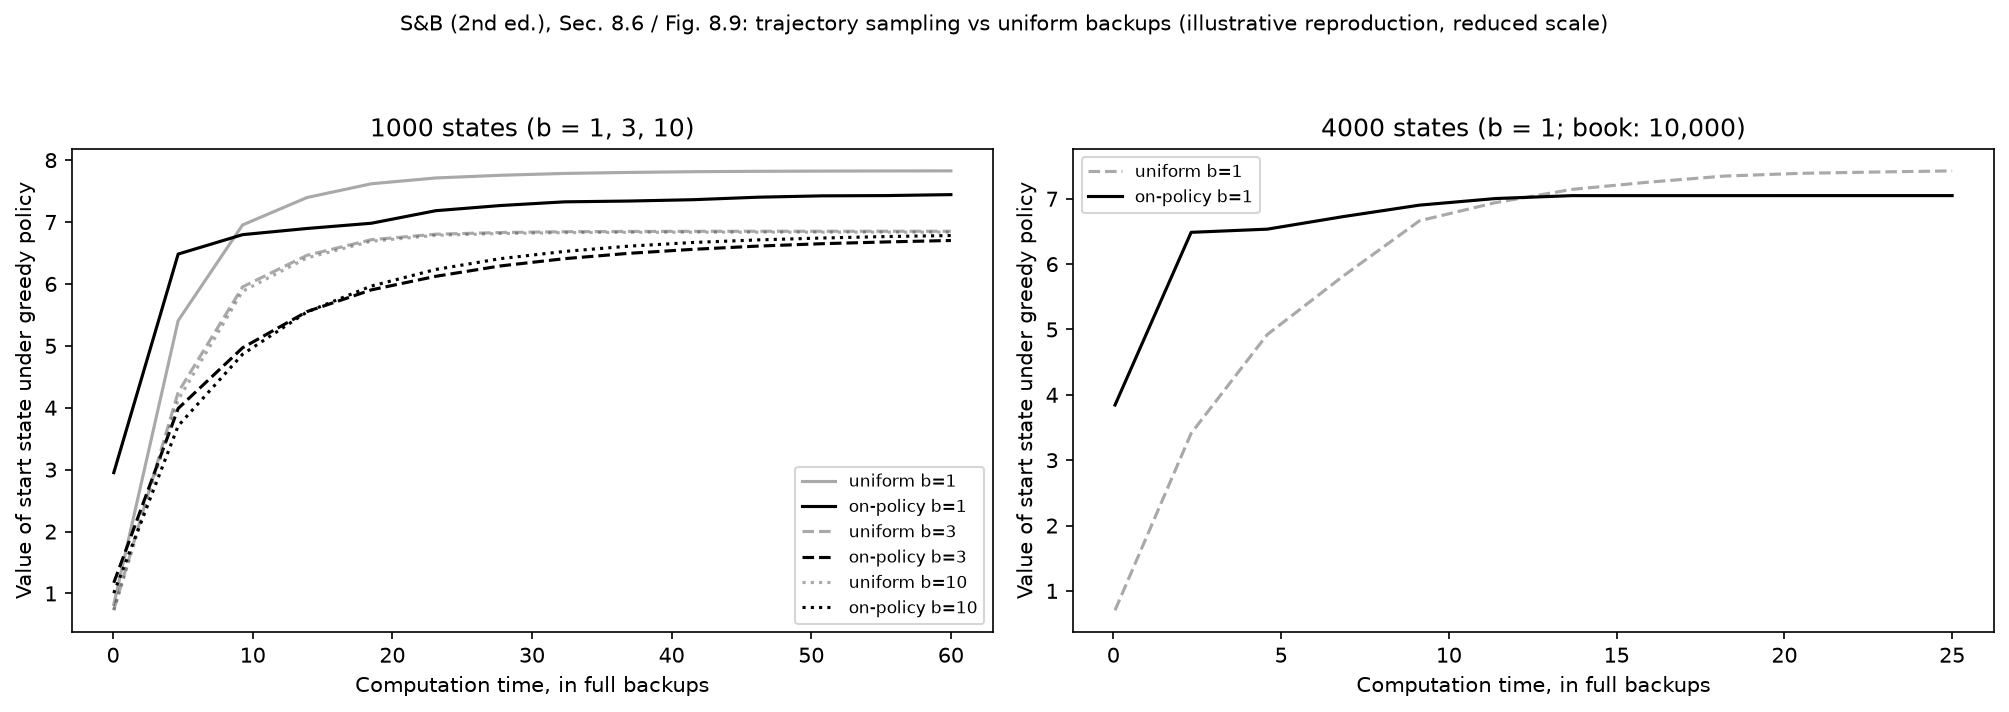 S&B (2nd ed.), Sec. 8.6 / Fig. 8.9: trajectory sampling vs uniform backups (illustrative reproduction, reduced scale)
1000 states (b = 1, 3, 10)
Value of start state under greedy policy
8
7
6
5
4
3
2
1
uniform b=1
on-policy b=1
uniform b=3
on-policy b=3
uniform b=10
on-policy b=10
0 10 20 30 40 50 60
Computation time, in full backups
4000 states (b = 1; book: 10,000)
Value of start state under greedy policy
7
6
5
4
3
2
1
uniform b=1
on-policy b=1
0 5 10 15 20 25
Computation time, in full backups